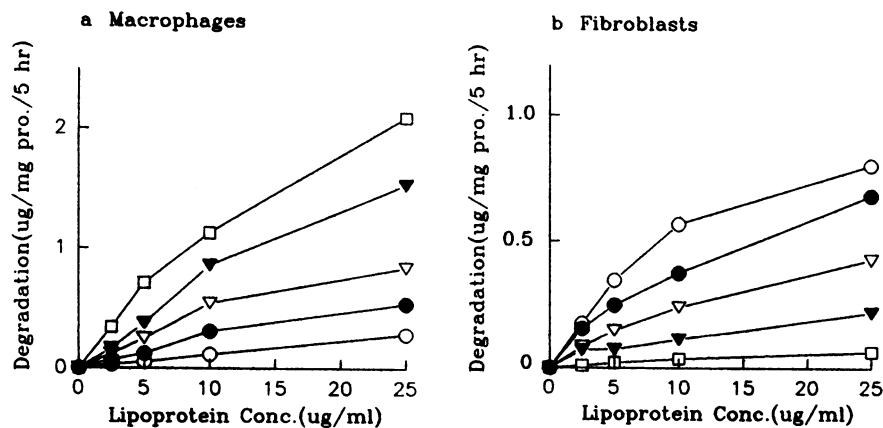 a Macrophages
Degradation(ug/mg pro./5 hr)
2
1
0
0 5 10 15 20 25
Lipoprotein Conc.(ug/ml)
b Fibroblasts
Degradation(ug/mg pro./5 hr)
1.0
0.5
0
0 5 10 15 20 25
Lipoprotein Conc.(ug/ml)